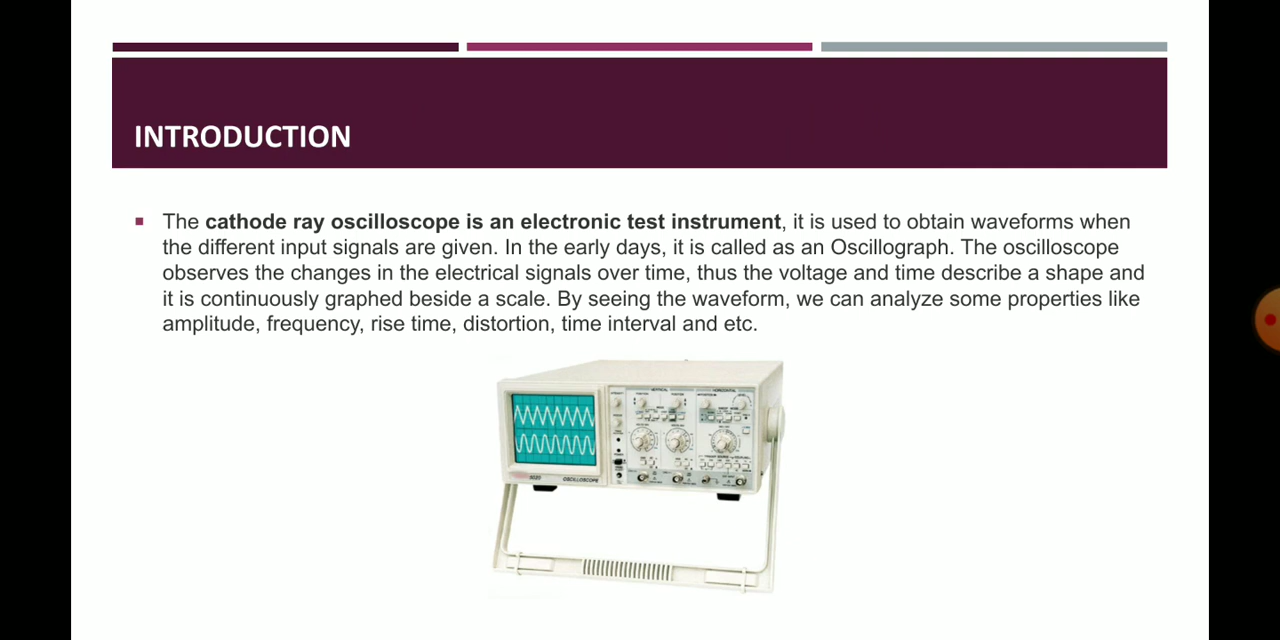 INTRODUCTION
The cathode ray oscilloscope is an electronic test instrument, it is used to obtain waveforms when
the different input signals are given. In the early days, it is called as an Oscillograph. The oscilloscope
observes the changes in the electrical signals over time, thus the voltage and time describe a shape and
it is continuously graphed beside a scale. By seeing the waveform, we can analyze some properties like
amplitude, frequency, rise time, distortion, time interval and etc.
VERTICAL
HORIZONTAL
OSCILLOSCOPE